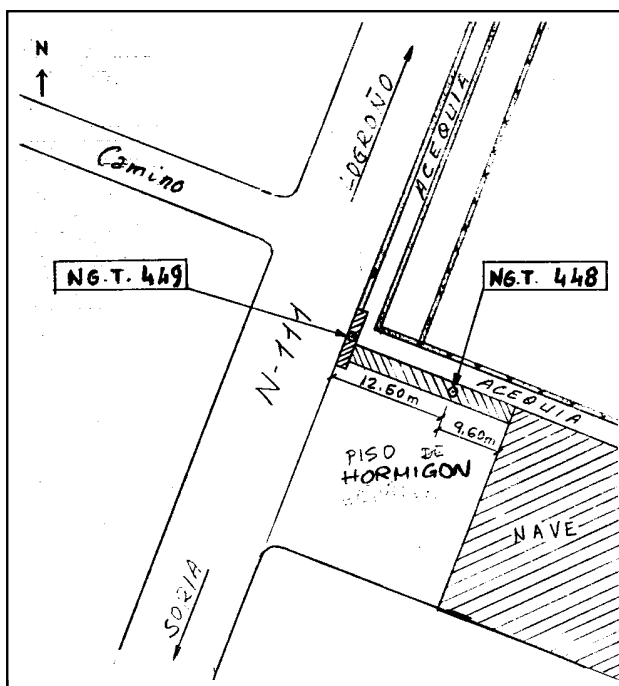 N
LOGROÑO
ACEQUIA
Camino
NG.T. 449
NG.T. 448
N-111
12.60m
ACEQUIA
9,60m
PISO DE
HORMIGON
NAVE
SORIA